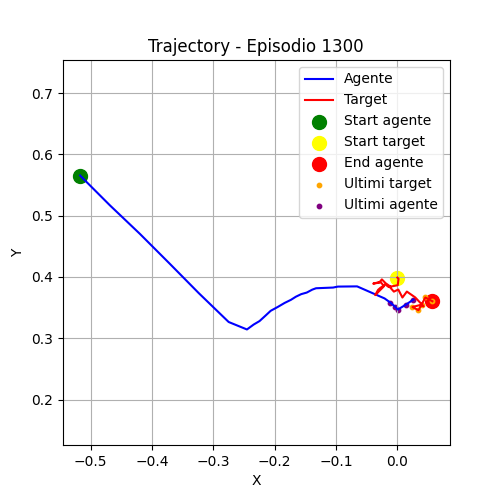 Trajectory - Episodio 1300
Agente
Target
Start agente
Start target
End agente
Ultimi target
Ultimi agente
0.7
0.6
0.5
0.4
0.3
0.2
Y
−0.5
−0.4
−0.3
−0.2
−0.1
0.0
X